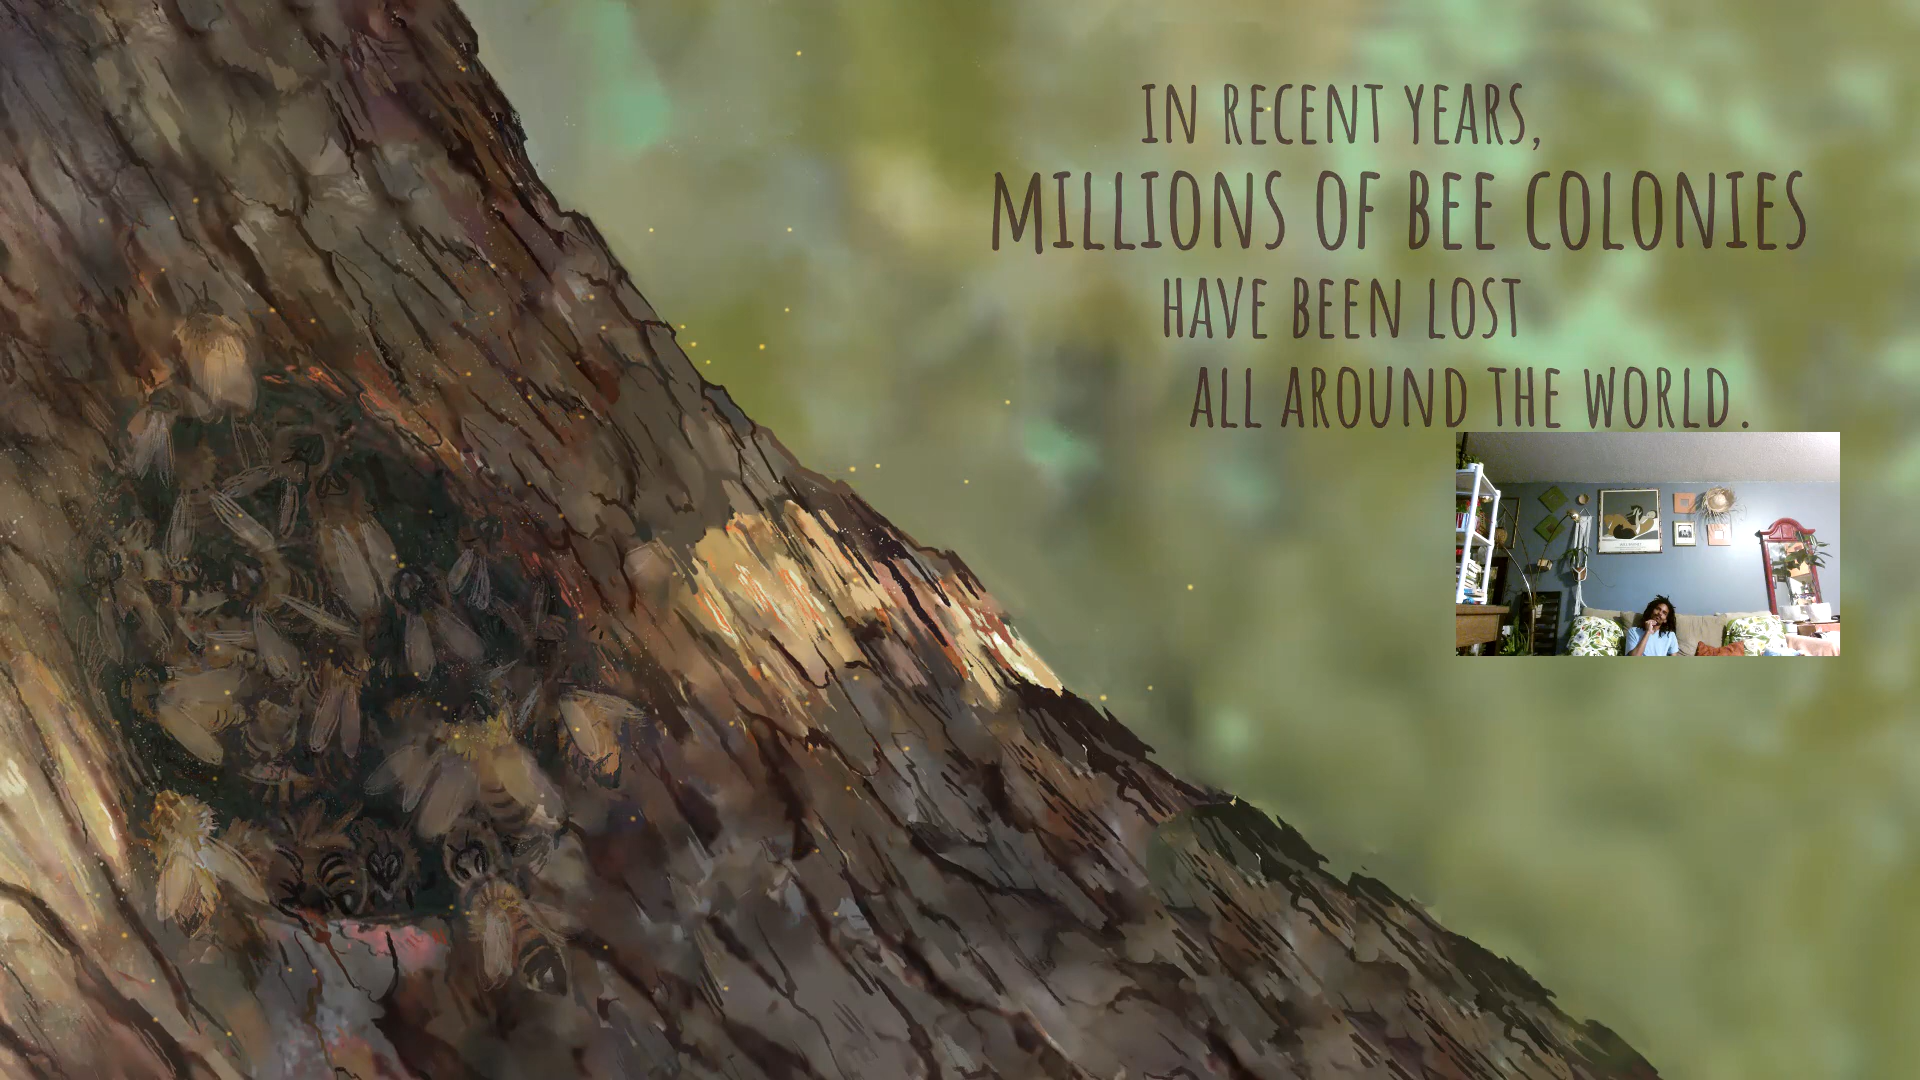 IN RECENT YEARS,
MILLIONS OF BEE COLONIES
HAVE BEEN LOST
ALL AROUND THE WORLD.